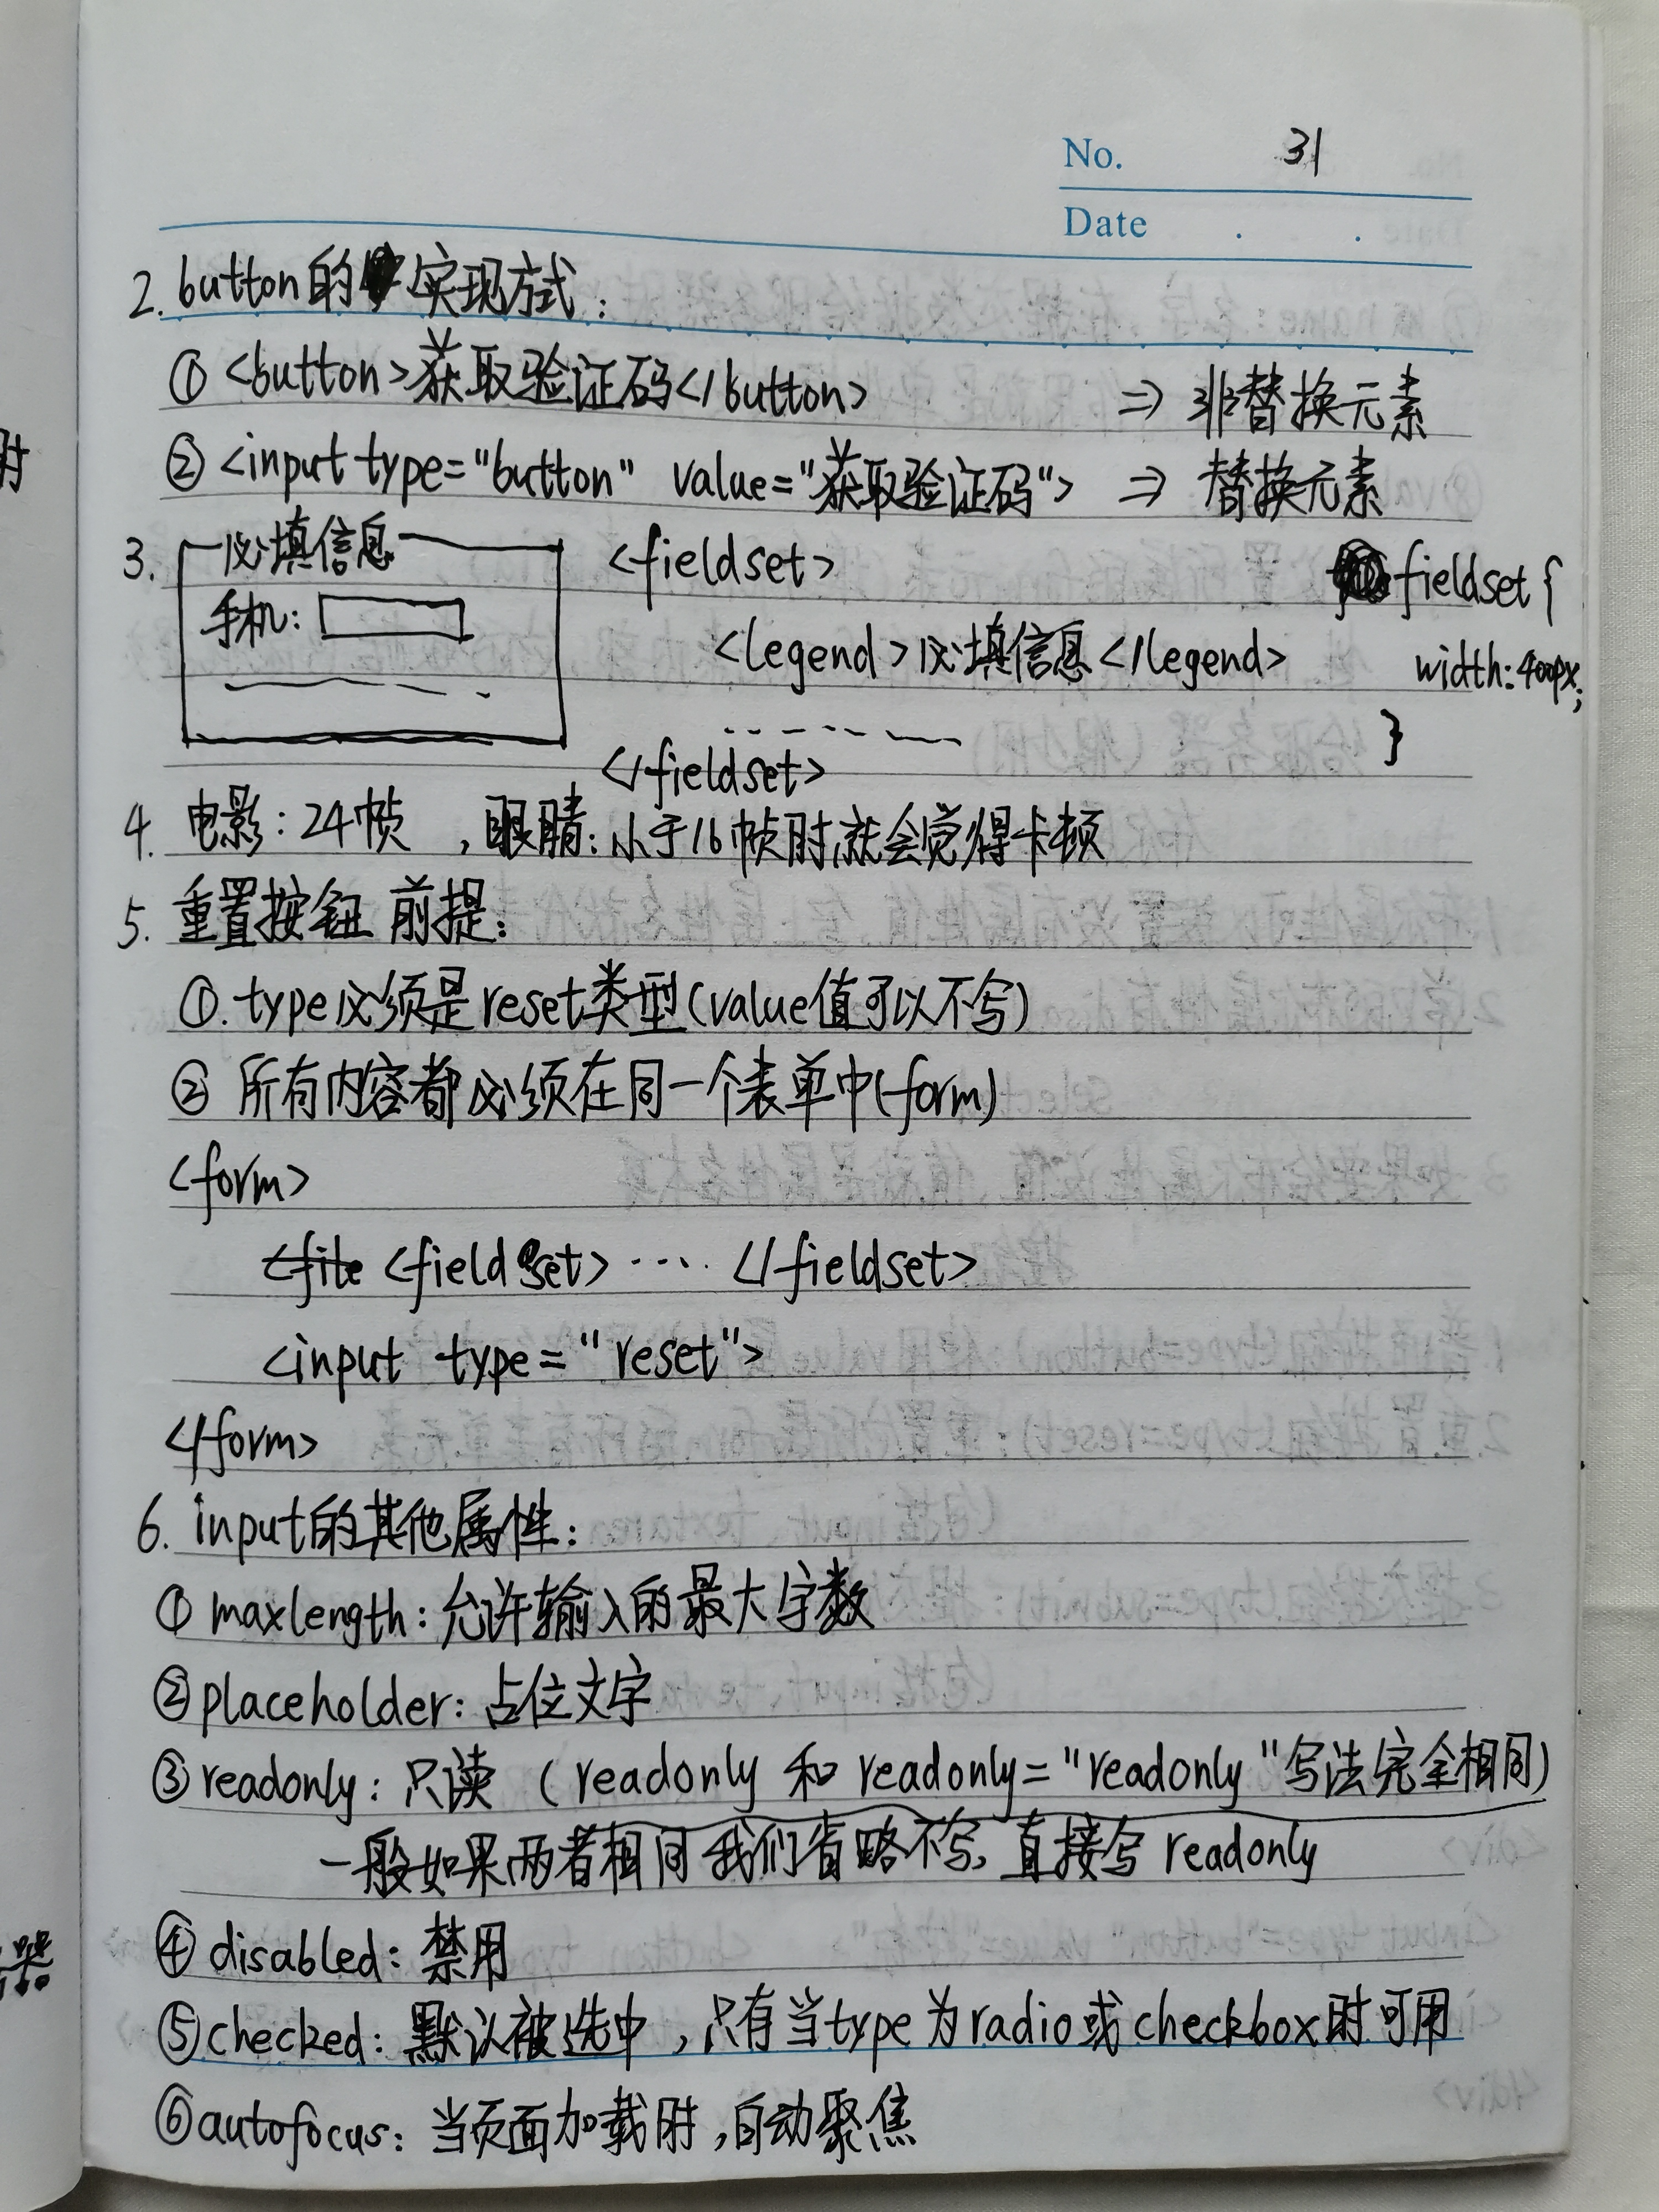 No. 31
Date . .
2. button的实现方式：
① <button>获取验证码</button> ⇒ 非替换元素
② <input type="button" value="获取验证码"> ⇒ 替换元素
3. 必填信息
手机：
<fieldset>
<legend>必填信息</legend>
</fieldset>
fieldset {
width:400px;
}
4. 电影：24帧 ，眼睛：小于16帧时就会觉得卡顿
5. 重置按钮 前提：
①. type必须是reset类型(value值可以不写)
② 所有内容都必须在同一个表单中(form)
<form>
<fieldset> .... </fieldset>
<input type="reset">
</form>
6. input的其他属性：
① maxlength：允许输入的最大字数
② placeholder：占位文字
③ readonly：只读 （readonly 和 readonly="readonly"写法完全相同）
一般如果两者相同我们省略不写，直接写 readonly
④ disabled：禁用
⑤ checked：默认被选中，只有当type为radio或checkbox时可用
⑥ autofocus：当页面加载时，自动聚焦
时
器